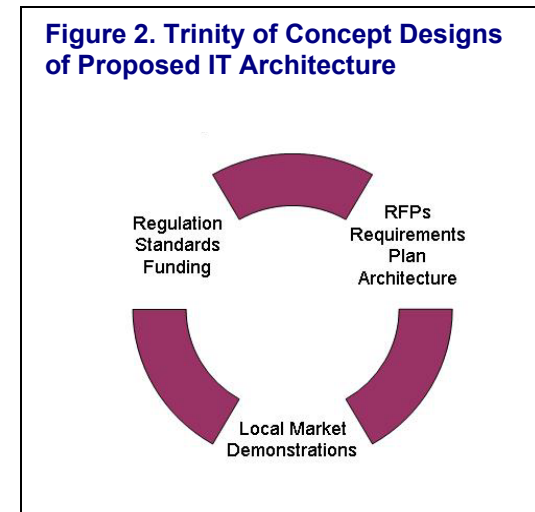 Figure 2. Trinity of Concept Designs
of Proposed IT Architecture
Regulation
Standards
Funding
RFPs
Requirements
Plan
Architecture
Local Market
Demonstrations